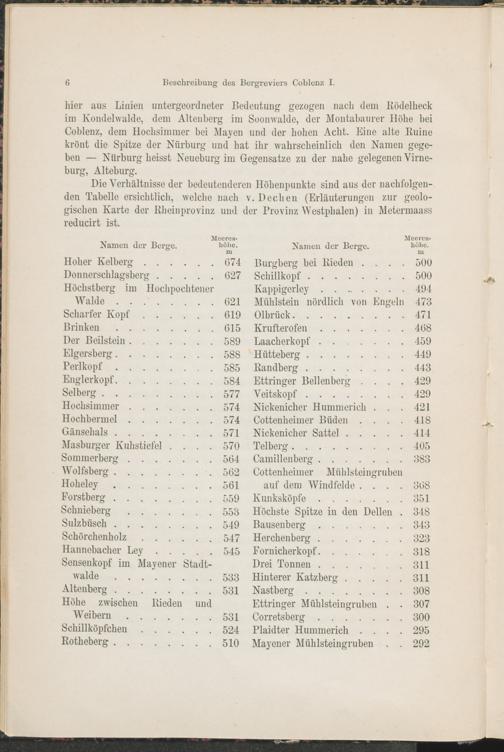 6 Beschreibung des Bergreviers Coblenz I.
hier aus Linien untergeordneter Bedeutung gezogen nach dem Rödelheck
im Kondelwalde, dem Altenberg im Soonwalde, der Montabaurer Höhe bei
Coblenz, dem Hochsimmer bei Mayen und der hohen Acht. Eine alte Ruine
krönt die Spitze der Nürburg und hat ihr wahrscheinlich den Namen gege-
ben — Nürburg heisst Neueburg im Gegensatze zu der nahe gelegenen Virne-
burg, Alteburg.
Die Verhältnisse der bedeutenderen Höhenpunkte sind aus der nachfolgen-
den Tabelle ersichtlich, welche nach v. Dechen (Erläuterungen zur geolo-
gischen Karte der Rheinprovinz und der Provinz Westphalen) in Metermaass
reducirt ist.
Namen der Berge. Meeres-
höhe.
m
Hoher Kelberg . . . . . . 674
Donnerschlagsberg . . . . . 627
Höchstberg im Hochpochtener
Walde . . . . . . . 621
Scharfer Kopf . . . . . . 619
Brinken . . . . . . . 615
Der Beilstein . . . . . . . 589
Elgersberg . . . . . . . . 588
Perlkopf . . . . . . . 585
Englerkopf . . . . . . . . 584
Selberg . . . . . . . . . 577
Hochsimmer . . . . . . . 574
Hochbermel . . . . . . . 574
Gänsehals . . . . . . . . 571
Masburger Kuhstiefel . . . . 570
Sommerberg . . . . . . . 564
Wolfsberg . . . . . . . . 562
Hoheley . . . . . . . 561
Forstberg . . . . . . . . 559
Schnieberg . . . . . . . 553
Sulzbüsch . . . . . . . . 549
Schörchenholz . . . . . . 547
Hannebacher Ley . . . . . 545
Sensenkopf im Mayener Stadt-
walde . . . . . . . 533
Altenberg . . . . . . . . 531
Höhe zwischen Rieden und
Weibern . . . . . . 531
Schillköpfchen . . . . . . 524
Rotheberg . . . . . . . . 510
Namen der Berge. Meeres-
höhe.
m
Burgberg bei Rieden . . . . 500
Schillkopf . . . . . . . . 500
Kappigerley . . . . . . . 494
Mühlstein nördlich von Engeln 473
Olbrück . . . . . . . . . 471
Krufterofen . . . . . . . 468
Laacherkopf . . . . . . . 459
Hütteberg . . . . . . . . 449
Randberg . . . . . . . . 443
Ettringer Bellenberg . . . . 429
Veitskopf . . . . . . . . 429
Nickenicher Hummerich . . . 421
Cottenheimer Büden . . . . 418
Nickenicher Sattel . . . . . 414
Telberg . . . . . . . . . 405
Camillenberg . . . . . . . 383
Cottenheimer Mühlsteingruben
auf dem Windfelde . . . . 368
Kunksköpfe . . . . . . . 351
Höchste Spitze in den Dellen . 348
Bausenberg . . . . . . . 343
Herchenberg . . . . . . . 323
Fornicherkopf . . . . . . . 318
Drei Tonnen . . . . . . . 311
Hinterer Katzberg . . . . . 311
Nastberg . . . . . . . . 308
Ettringer Mühlsteingruben . . 307
Corretsberg . . . . . . . 300
Plaidter Hummerich . . . . 295
Mayener Mühlsteingruben . . 292